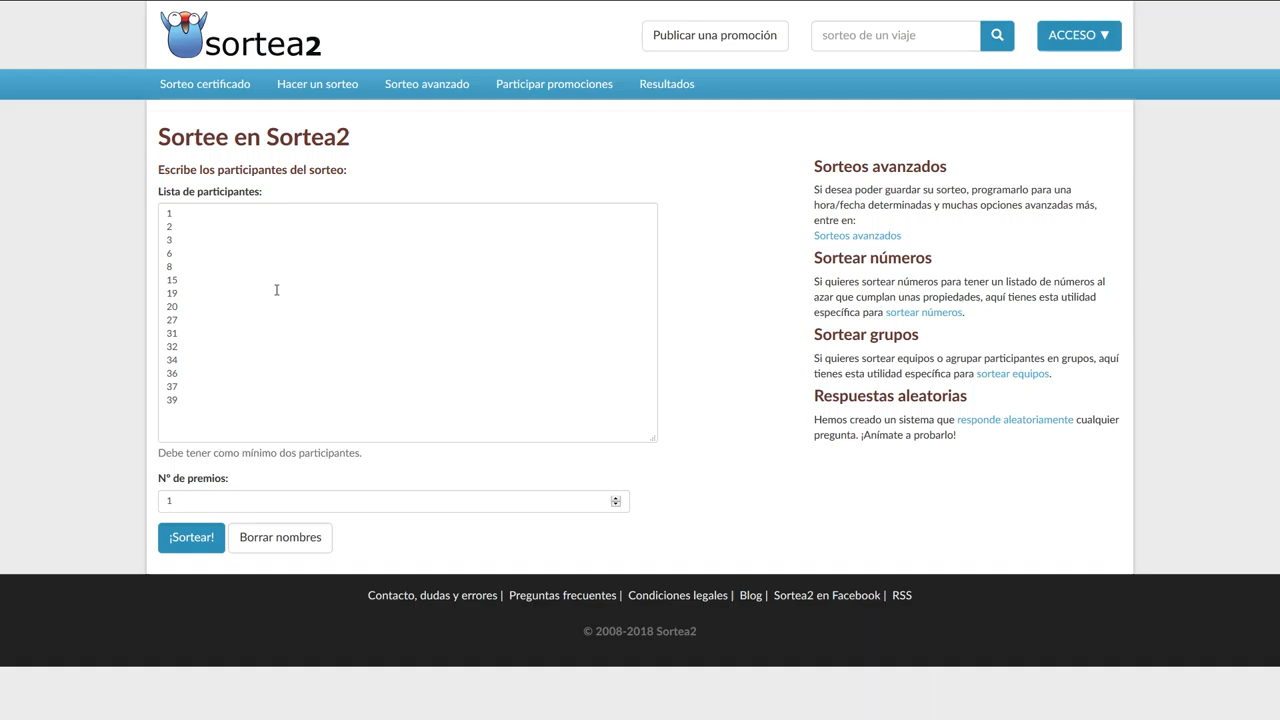 sortea2
Publicar una promoción
sorteo de un viaje
ACCESO ▼
Sorteo certificado
Hacer un sorteo
Sorteo avanzado
Participar promociones
Resultados
Sortee en Sortea2
Escribe los participantes del sorteo:
Lista de participantes:
1
2
3
6
8
15
19
20
27
31
32
34
36
37
39
Debe tener como mínimo dos participantes.
Nº de premios:
1
¡Sortear!
Borrar nombres
Sorteos avanzados
Si desea poder guardar su sorteo, programarlo para una
hora/fecha determinadas y muchas opciones avanzadas más,
entre en:
Sorteos avanzados
Sortear números
Si quieres sortear números para tener un listado de números al
azar que cumplan unas propiedades, aquí tienes esta utilidad
específica para sortear números.
Sortear grupos
Si quieres sortear equipos o agrupar participantes en grupos, aquí
tienes esta utilidad específica para sortear equipos.
Respuestas aleatorias
Hemos creado un sistema que responde aleatoriamente cualquier
pregunta. ¡Anímate a probarlo!
Contacto, dudas y errores | Preguntas frecuentes | Condiciones legales | Blog | Sortea2 en Facebook | RSS
© 2008-2018 Sortea2